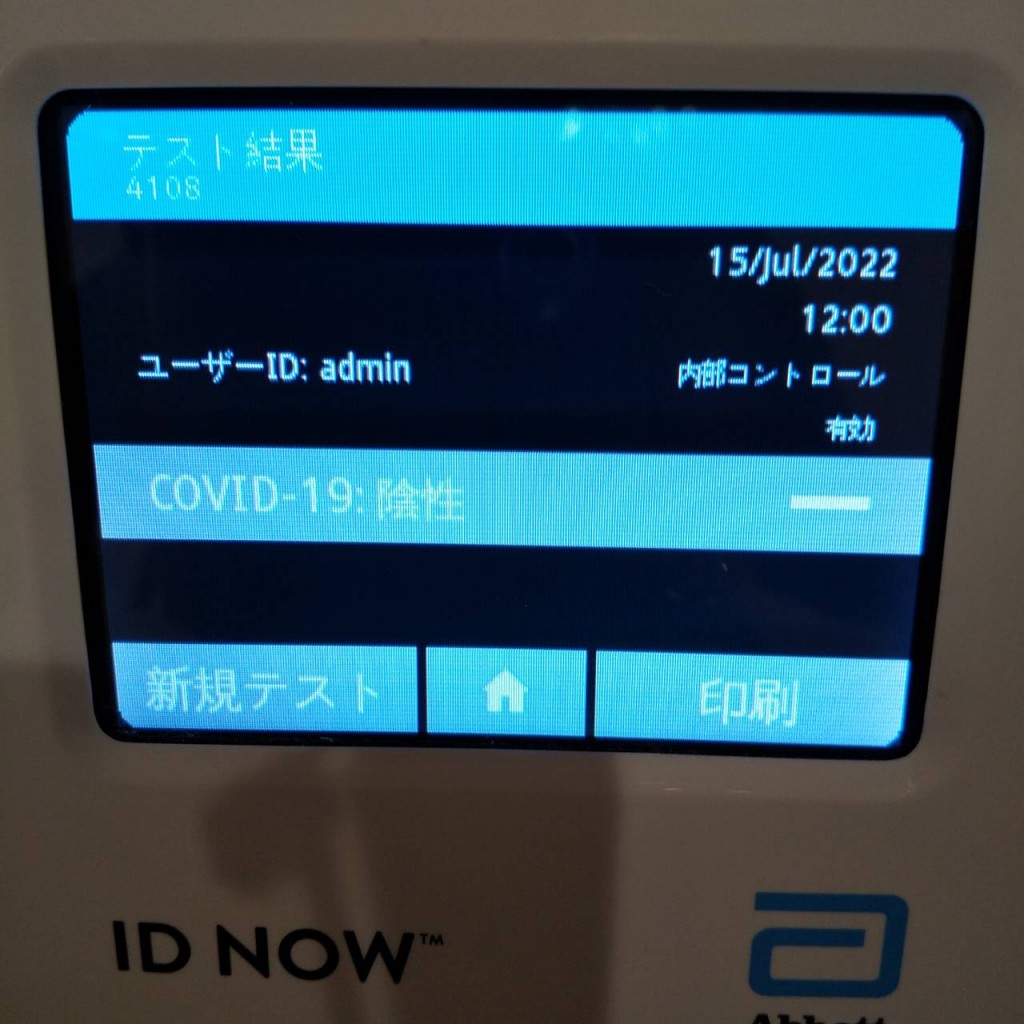 テスト結果
4108
15/Jul/2022
12:00
ユーザーID: admin
内部コントロール
有効
COVID-19: 陰性
新規テスト
印刷
ID NOW™
Abbott